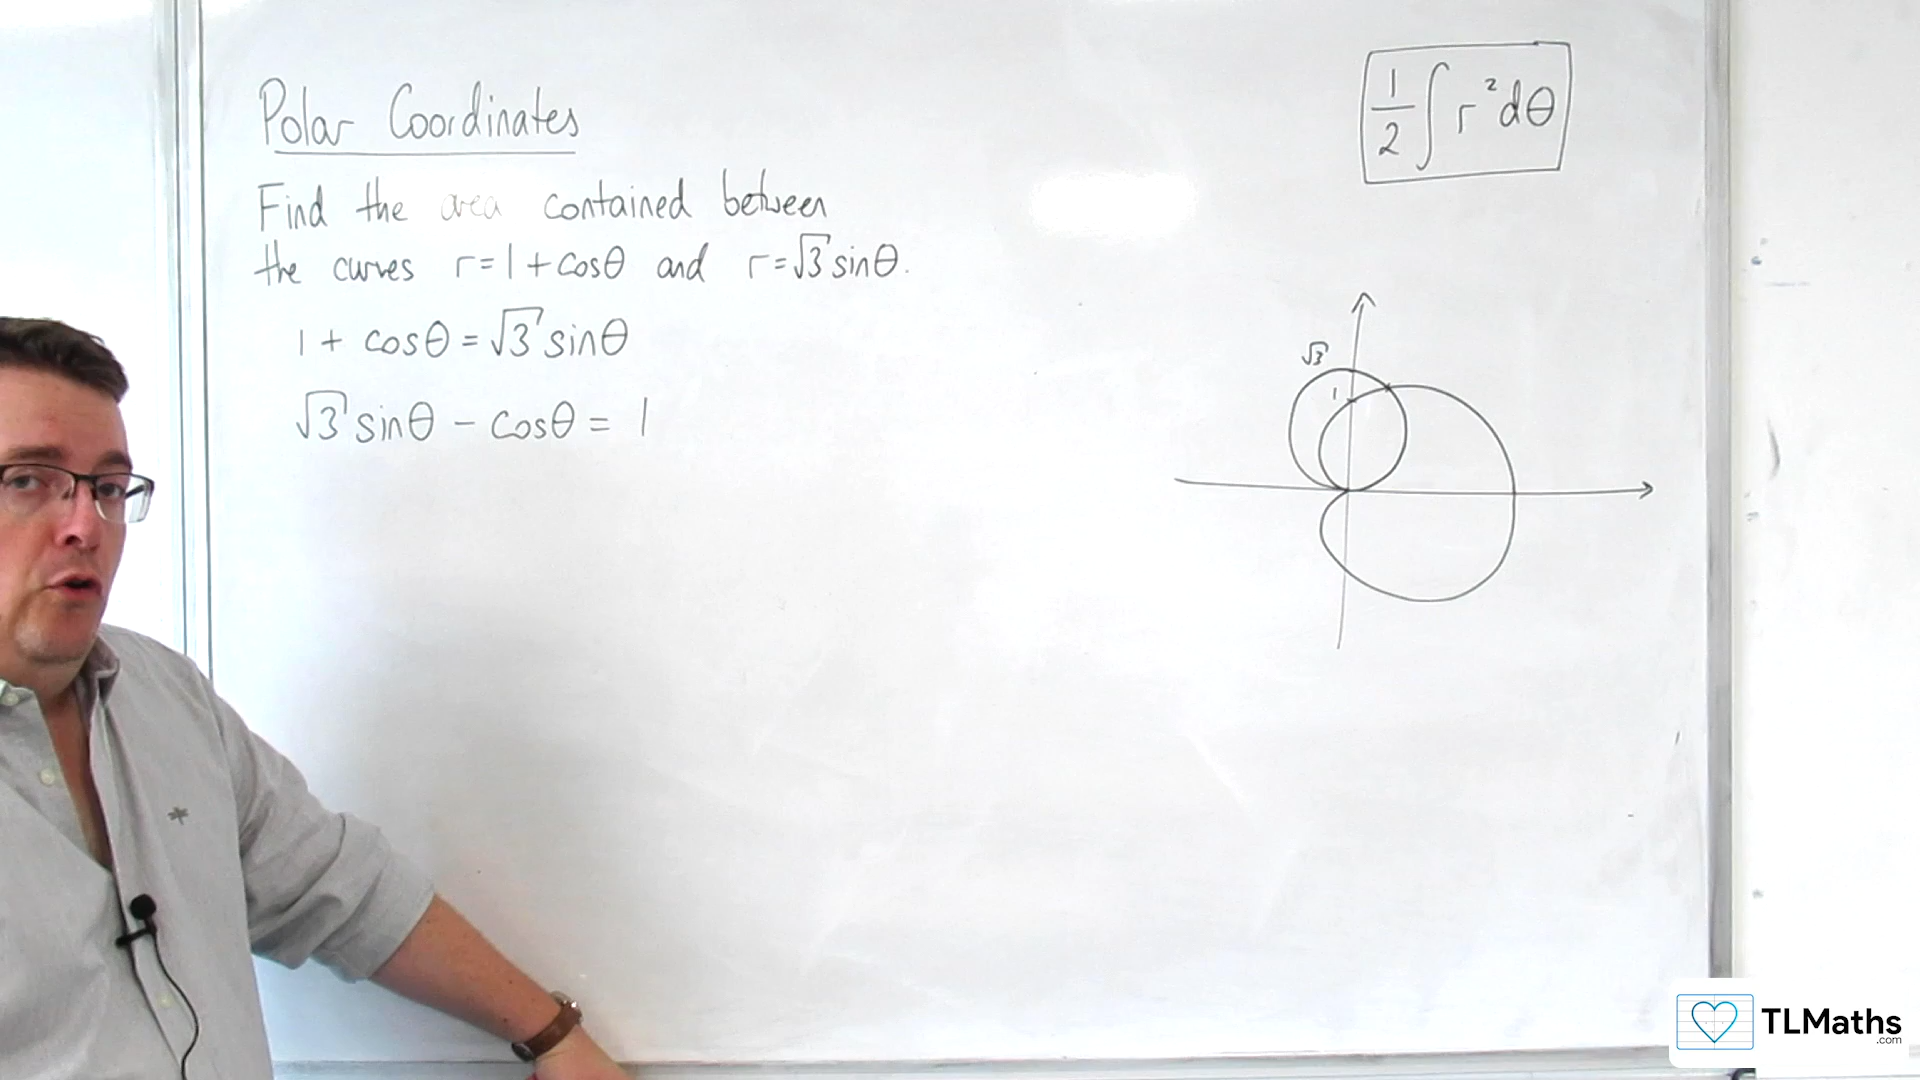 Polar Coordinates
Find the area contained between
the curves r=1+cosθ and r=√3 sinθ.
1 + cosθ = √3 sinθ
√3 sinθ - cosθ = 1
1/2 ∫ r² dθ
√3
1
TLMaths
.com